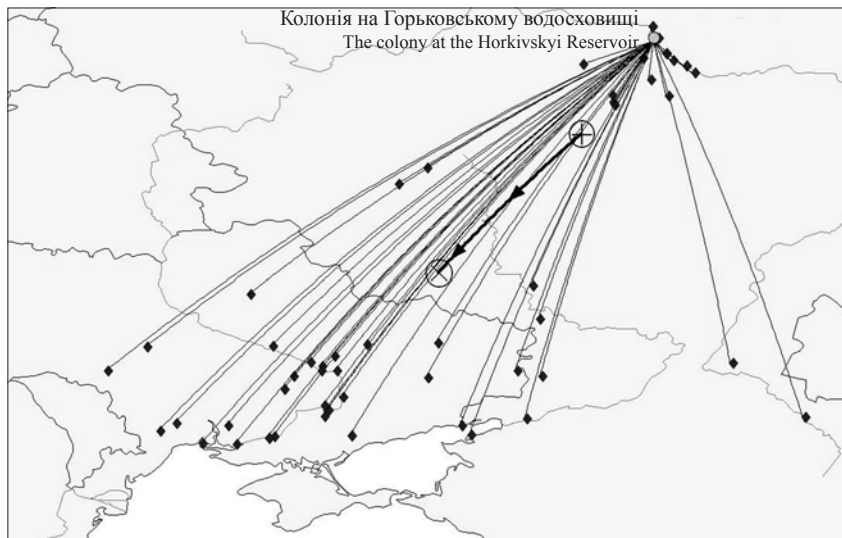 Колонія на Горьковському водосховищі
The colony at the Horkivskyi Reservoir